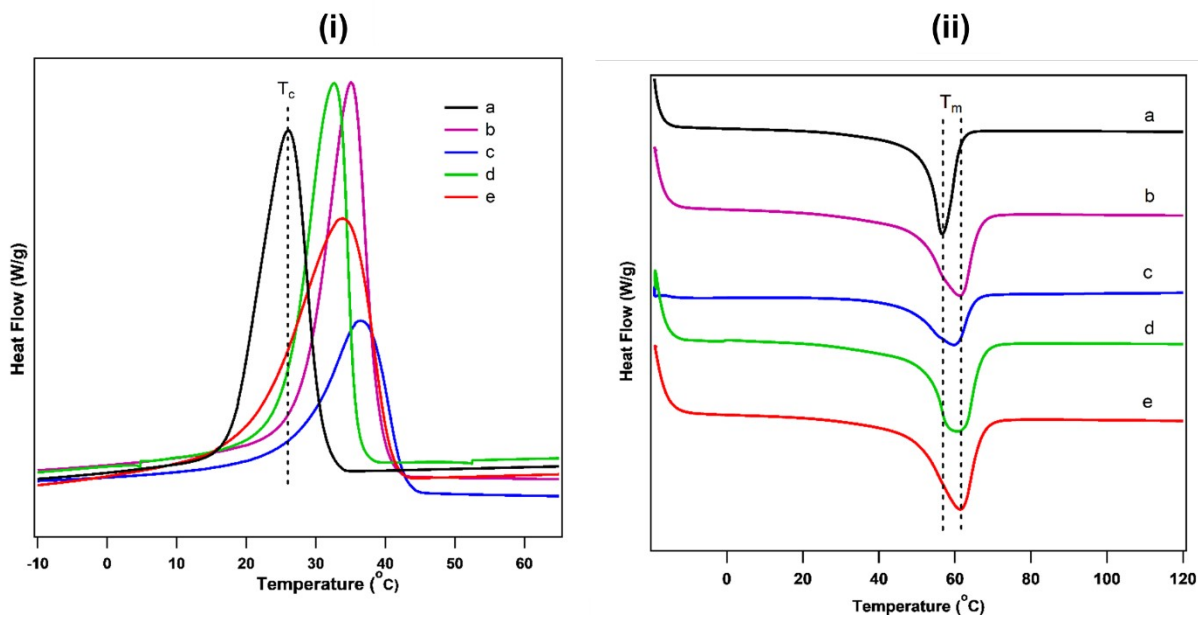 (i)
(ii)
Tc
a
b
c
d
e
Heat Flow (W/g)
-10 0 10 20 30 40 50 60
Temperature (°C)
Tm
a
b
c
d
e
Heat Flow (W/g)
0 20 40 60 80 100 120
Temperature (°C)